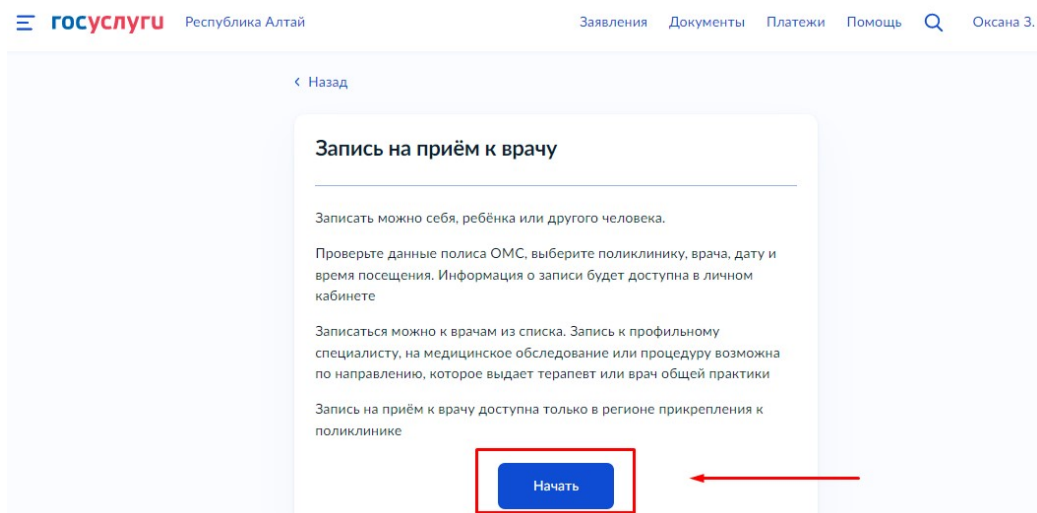 госуслуги Республика Алтай Заявления Документы Платежи Помощь Оксана З.
Назад
Запись на приём к врачу
Записать можно себя, ребёнка или другого человека.
Проверьте данные полиса ОМС, выберите поликлинику, врача, дату и
время посещения. Информация о записи будет доступна в личном
кабинете
Записаться можно к врачам из списка. Запись к профильному
специалисту, на медицинское обследование или процедуру возможна
по направлению, которое выдает терапевт или врач общей практики
Запись на приём к врачу доступна только в регионе прикрепления к
поликлинике
Начать